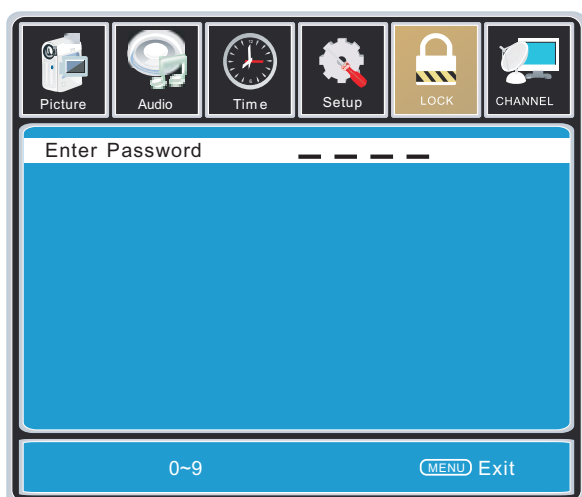 Picture Audio Time Setup LOCK CHANNEL
Enter Password _ _ _ _
0~9 MENU Exit